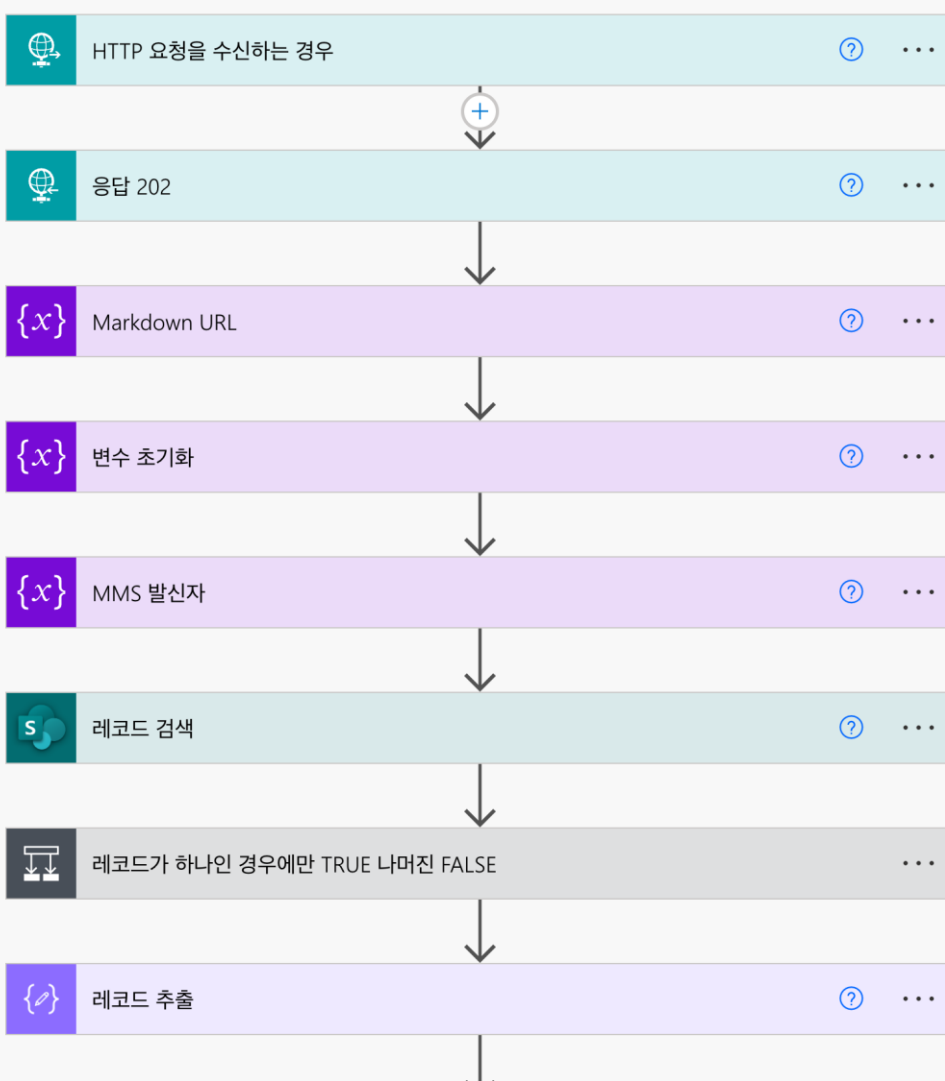 HTTP 요청을 수신하는 경우
응답 202
{x} Markdown URL
{x} 변수 초기화
{x} MMS 발신자
S 레코드 검색
레코드가 하나인 경우에만 TRUE 나머진 FALSE
레코드 추출